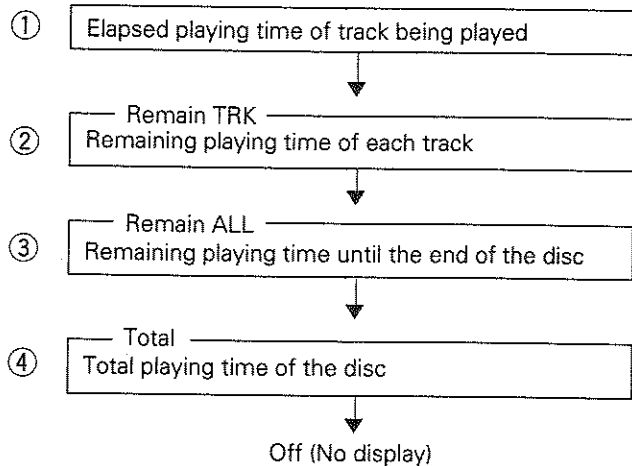 ① Elapsed playing time of track being played
Remain TRK
② Remaining playing time of each track
Remain ALL
③ Remaining playing time until the end of the disc
Total
④ Total playing time of the disc
Off (No display)